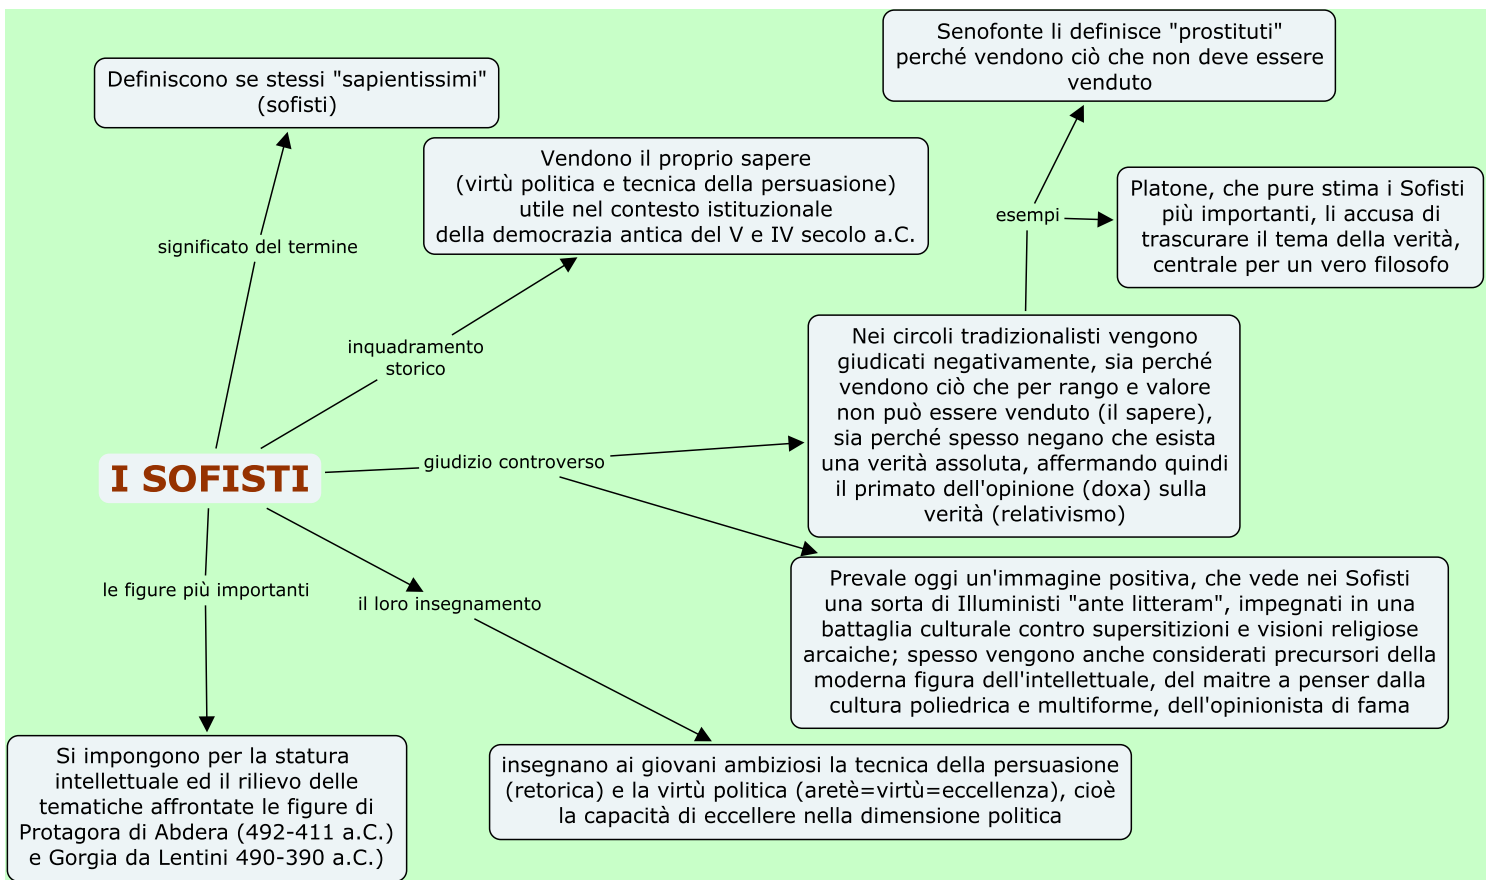 Senofonte li definisce "prostituti"
perché vendono ciò che non deve essere
venduto
Definiscono se stessi "sapientissimi"
(sofisti)
Vendono il proprio sapere
(virtù politica e tecnica della persuasione)
utile nel contesto istituzionale
della democrazia antica del V e IV secolo a.C.
Platone, che pure stima i Sofisti
più importanti, li accusa di
trascurare il tema della verità,
centrale per un vero filosofo
esempi
significato del termine
inquadramento
storico
Nei circoli tradizionalisti vengono
giudicati negativamente, sia perché
vendono ciò che per rango e valore
non può essere venduto (il sapere),
sia perché spesso negano che esista
una verità assoluta, affermando quindi
il primato dell'opinione (doxa) sulla
verità (relativismo)
giudizio controverso
I SOFISTI
le figure più importanti
il loro insegnamento
Prevale oggi un'immagine positiva, che vede nei Sofisti
una sorta di Illuministi "ante litteram", impegnati in una
battaglia culturale contro supersitizioni e visioni religiose
arcaiche; spesso vengono anche considerati precursori della
moderna figura dell'intellettuale, del maitre a penser dalla
cultura poliedrica e multiforme, dell'opinionista di fama
Si impongono per la statura
intellettuale ed il rilievo delle
tematiche affrontate le figure di
Protagora di Abdera (492-411 a.C.)
e Gorgia da Lentini 490-390 a.C.)
insegnano ai giovani ambiziosi la tecnica della persuasione
(retorica) e la virtù politica (aretè=virtù=eccellenza), cioè
la capacità di eccellere nella dimensione politica